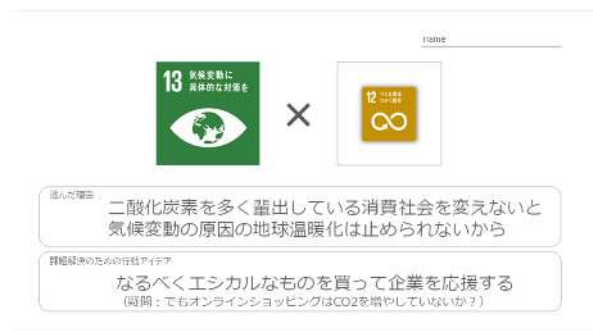 name
13 気候変動に
具体的な対策を
12 つくる責任
つかう責任
選んだ理由
二酸化炭素を多く輩出している消費社会を変えないと
気候変動の原因の地球温暖化は止められないから
課題解決のための行動アイデア
なるべくエシカルなものを買って企業を応援する
(疑問：でもオンラインショッピングはCO2を増やしていないか？)